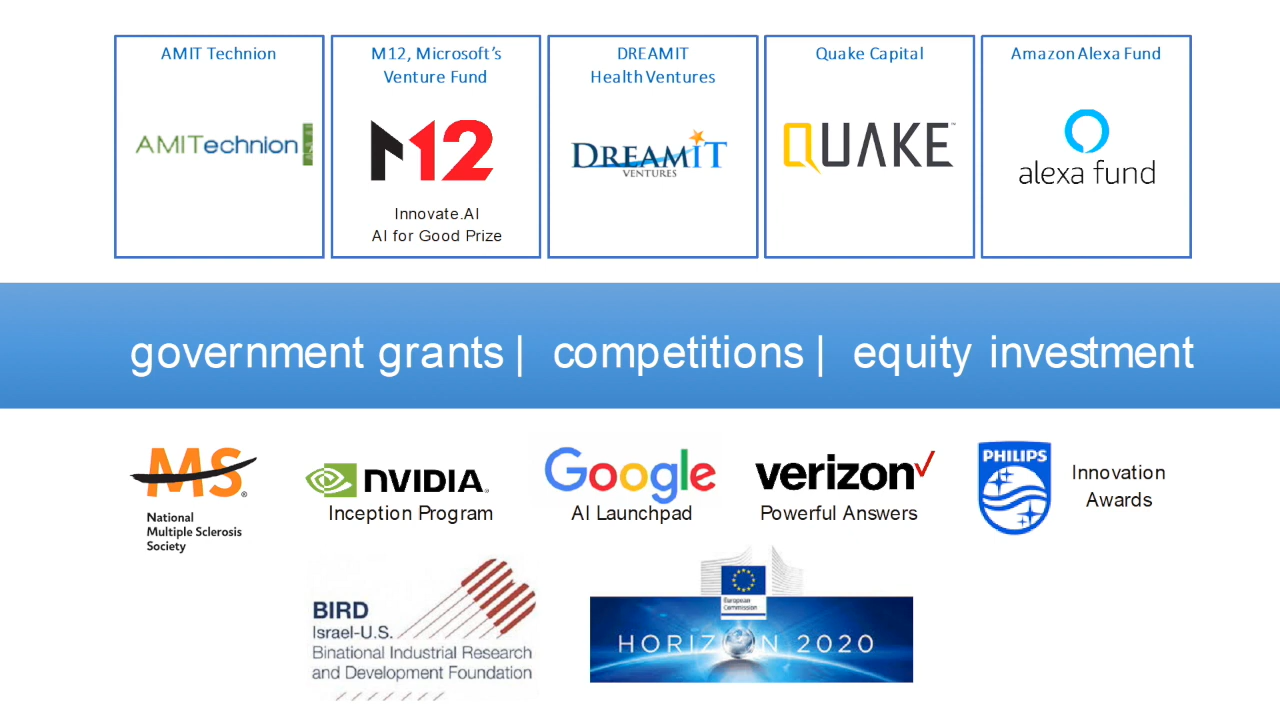 AMIT Technion
AMITechnion
M12, Microsoft's
Venture Fund
M12
Innovate.AI
AI for Good Prize
DREAMIT
Health Ventures
DREAMIT
VENTURES
Quake Capital
QUAKE™
Amazon Alexa Fund
alexa fund
government grants | competitions | equity investment
MS®
National
Multiple Sclerosis
Society
NVIDIA
Inception Program
Google
AI Launchpad
verizon
Powerful Answers
PHILIPS
Innovation
Awards
BIRD
Israel-U.S.
Binational Industrial Research
and Development Foundation
European
Commission
HORIZON 2020